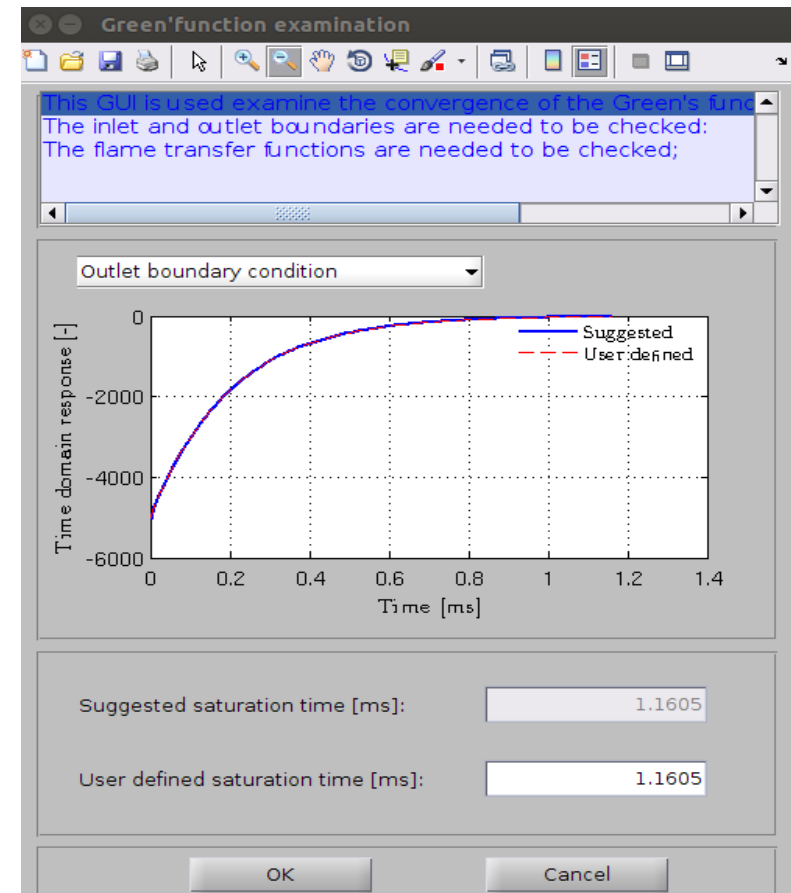 Green'function examination
This GUI is used examine the convergence of the Green's func
The inlet and outlet boundaries are needed to be checked:
The flame transfer functions are needed to be checked;
Outlet boundary condition
Time domain response [-]
0
-2000
-4000
-6000
Suggested
User defined
0 0.2 0.4 0.6 0.8 1 1.2 1.4
Time [ms]
Suggested saturation time [ms]: 1.1605
User defined saturation time [ms]: 1.1605
OK Cancel